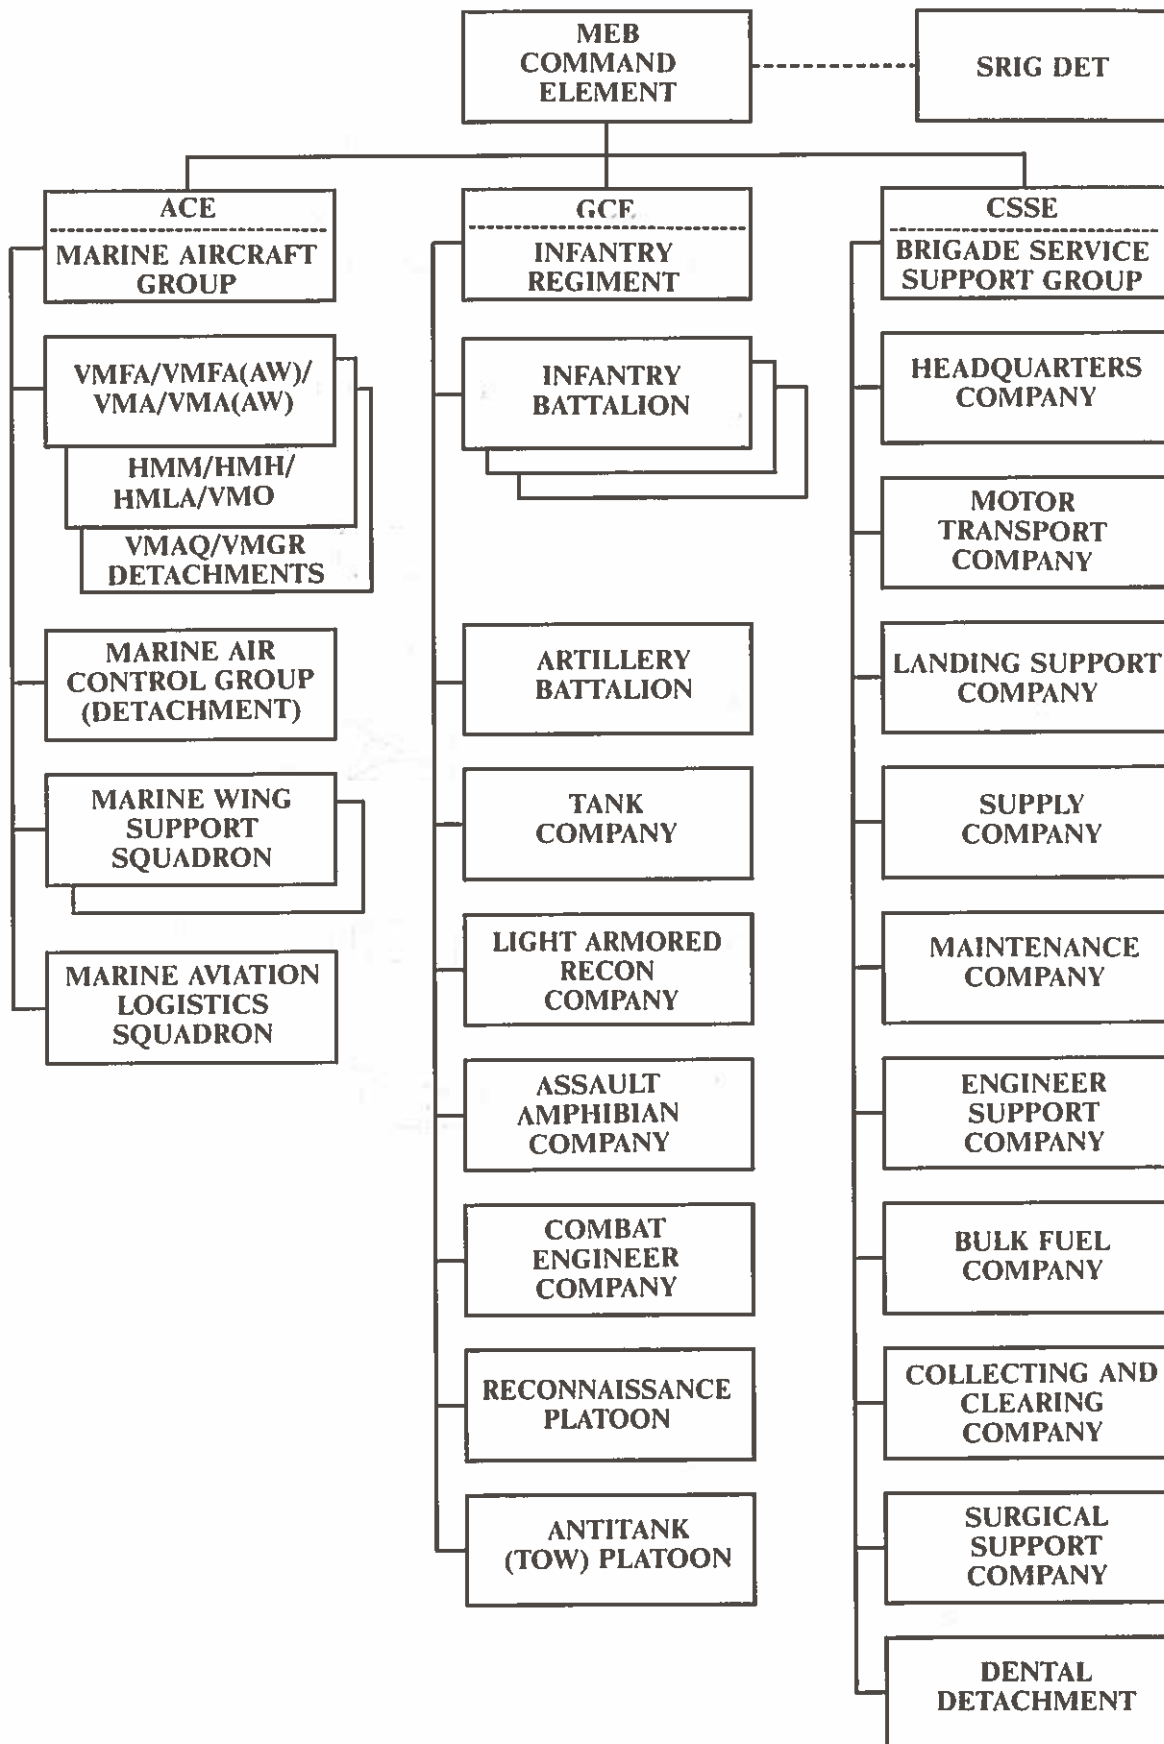 MEB
COMMAND
ELEMENT
SRIG DET
ACE
MARINE AIRCRAFT
GROUP
VMFA/VMFA(AW)/
VMA/VMA(AW)
HMM/HMH/
HMLA/VMO
VMAQ/VMGR
DETACHMENTS
MARINE AIR
CONTROL GROUP
(DETACHMENT)
MARINE WING
SUPPORT
SQUADRON
MARINE AVIATION
LOGISTICS
SQUADRON
GCE
INFANTRY
REGIMENT
INFANTRY
BATTALION
ARTILLERY
BATTALION
TANK
COMPANY
LIGHT ARMORED
RECON
COMPANY
ASSAULT
AMPHIBIAN
COMPANY
COMBAT
ENGINEER
COMPANY
RECONNAISSANCE
PLATOON
ANTITANK
(TOW) PLATOON
CSSE
BRIGADE SERVICE
SUPPORT GROUP
HEADQUARTERS
COMPANY
MOTOR
TRANSPORT
COMPANY
LANDING SUPPORT
COMPANY
SUPPLY
COMPANY
MAINTENANCE
COMPANY
ENGINEER
SUPPORT
COMPANY
BULK FUEL
COMPANY
COLLECTING AND
CLEARING
COMPANY
SURGICAL
SUPPORT
COMPANY
DENTAL
DETACHMENT